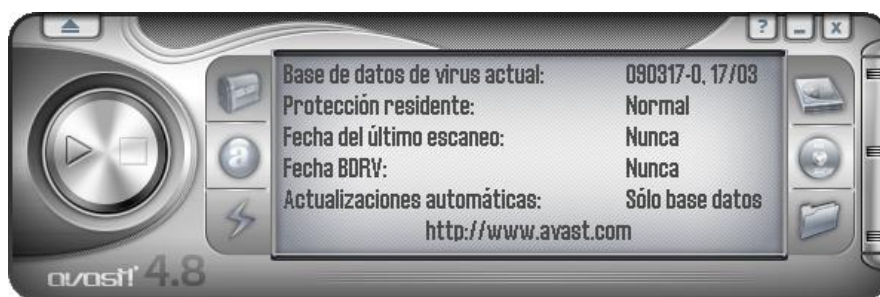 ? _ x
Base de datos de virus actual: 090317-0, 17/03
Protección residente: Normal
Fecha del último escaneo: Nunca
Fecha BDRV: Nunca
Actualizaciones automáticas: Sólo base datos
http://www.avast.com
a
avast! 4.8